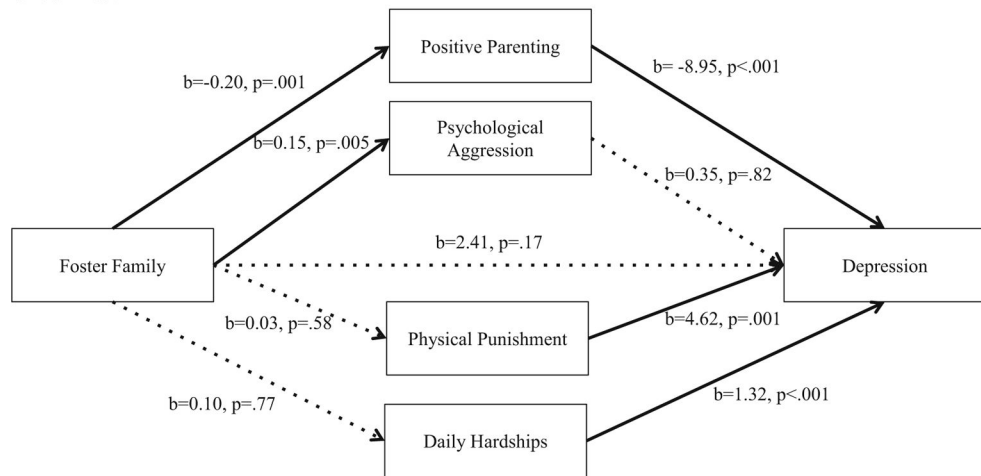 Positive Parenting
b=-0.20, p=.001
b= -8.95, p<.001
Psychological
Aggression
b=0.15, p=.005
b=0.35, p=.82
b=2.41, p=.17
Foster Family
Depression
b=0.03, p=.58
Physical Punishment
b=4.62, p=.001
b=0.10, p=.77
b=1.32, p<.001
Daily Hardships